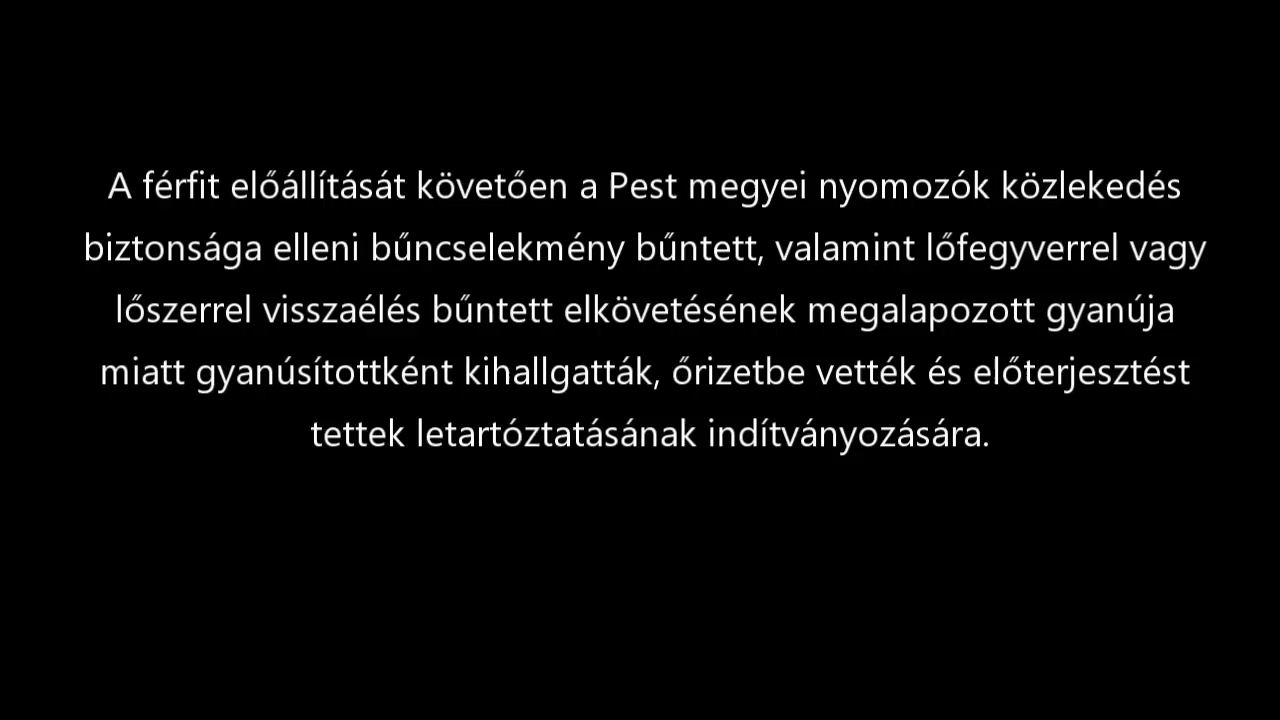 A férfit előállítását követően a Pest megyei nyomozók közlekedés
biztonsága elleni bűncselekmény bűntett, valamint lőfegyverrel vagy
lőszerrel visszaélés bűntett elkövetésének megalapozott gyanúja
miatt gyanúsítottként kihallgatták, őrizetbe vették és előterjesztést
tettek letartóztatásának indítványozására.